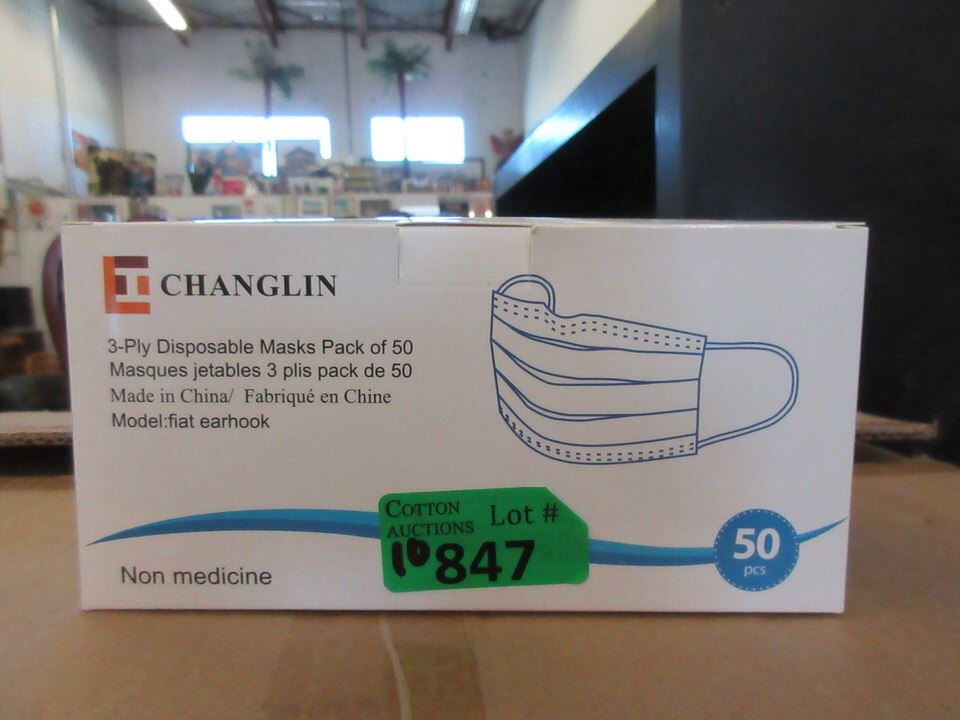 CHANGLIN
3-Ply Disposable Masks Pack of 50
Masques jetables 3 plis pack de 50
Made in China/ Fabriqué en Chine
Model:fiat earhook
COTTON
AUCTIONS Lot #
10847
Non medicine
50
pcs